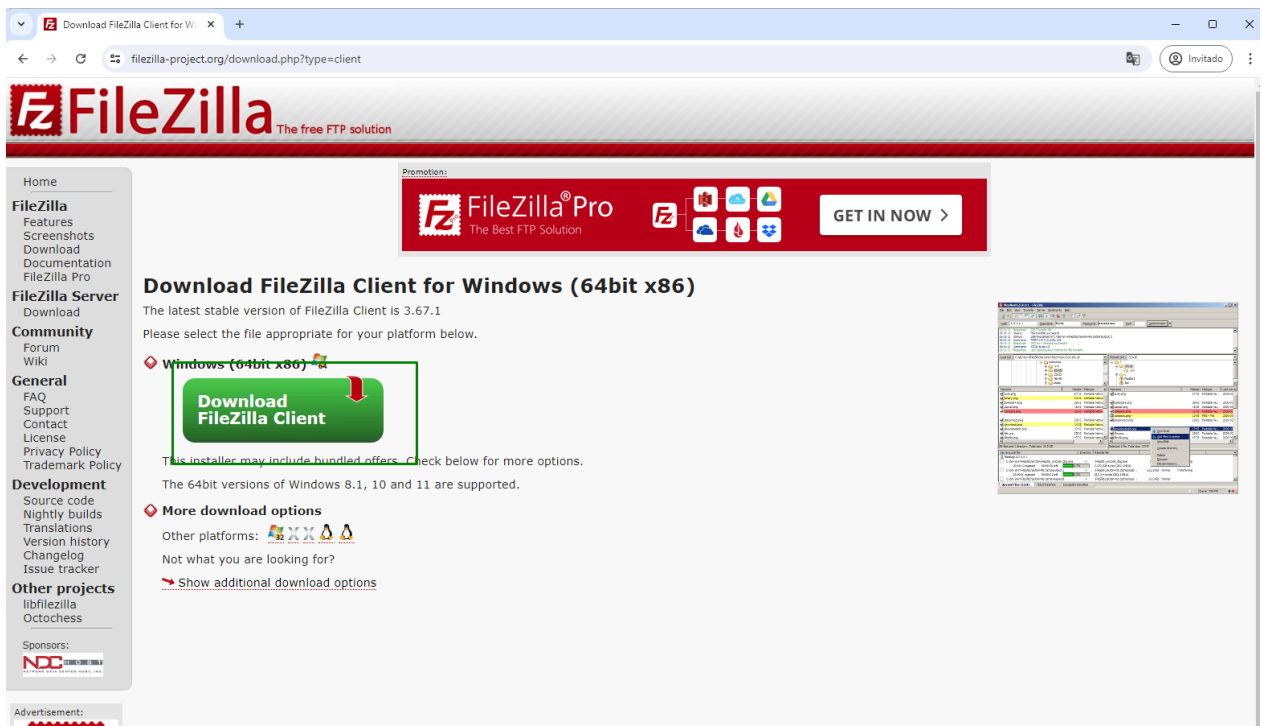 Download FileZilla Client for Wi
filezilla-project.org/download.php?type=client
Invitado
FileZilla The free FTP solution
Home
FileZilla
Features
Screenshots
Download
Documentation
FileZilla Pro
FileZilla Server
Download
Community
Forum
Wiki
General
FAQ
Support
Contact
License
Privacy Policy
Trademark Policy
Development
Source code
Nightly builds
Translations
Version history
Changelog
Issue tracker
Other projects
libfilezilla
Octochess
Sponsors:
NDC HOST
Advertisement:
Promotion:
FileZilla®Pro
The Best FTP Solution
GET IN NOW >
Download FileZilla Client for Windows (64bit x86)
The latest stable version of FileZilla Client is 3.67.1
Please select the file appropriate for your platform below.
Windows (64bit x86)
Download
FileZilla Client
This installer may include bundled offers. Check below for more options.
The 64bit versions of Windows 8.1, 10 and 11 are supported.
More download options
Other platforms:
Not what you are looking for?
Show additional download options